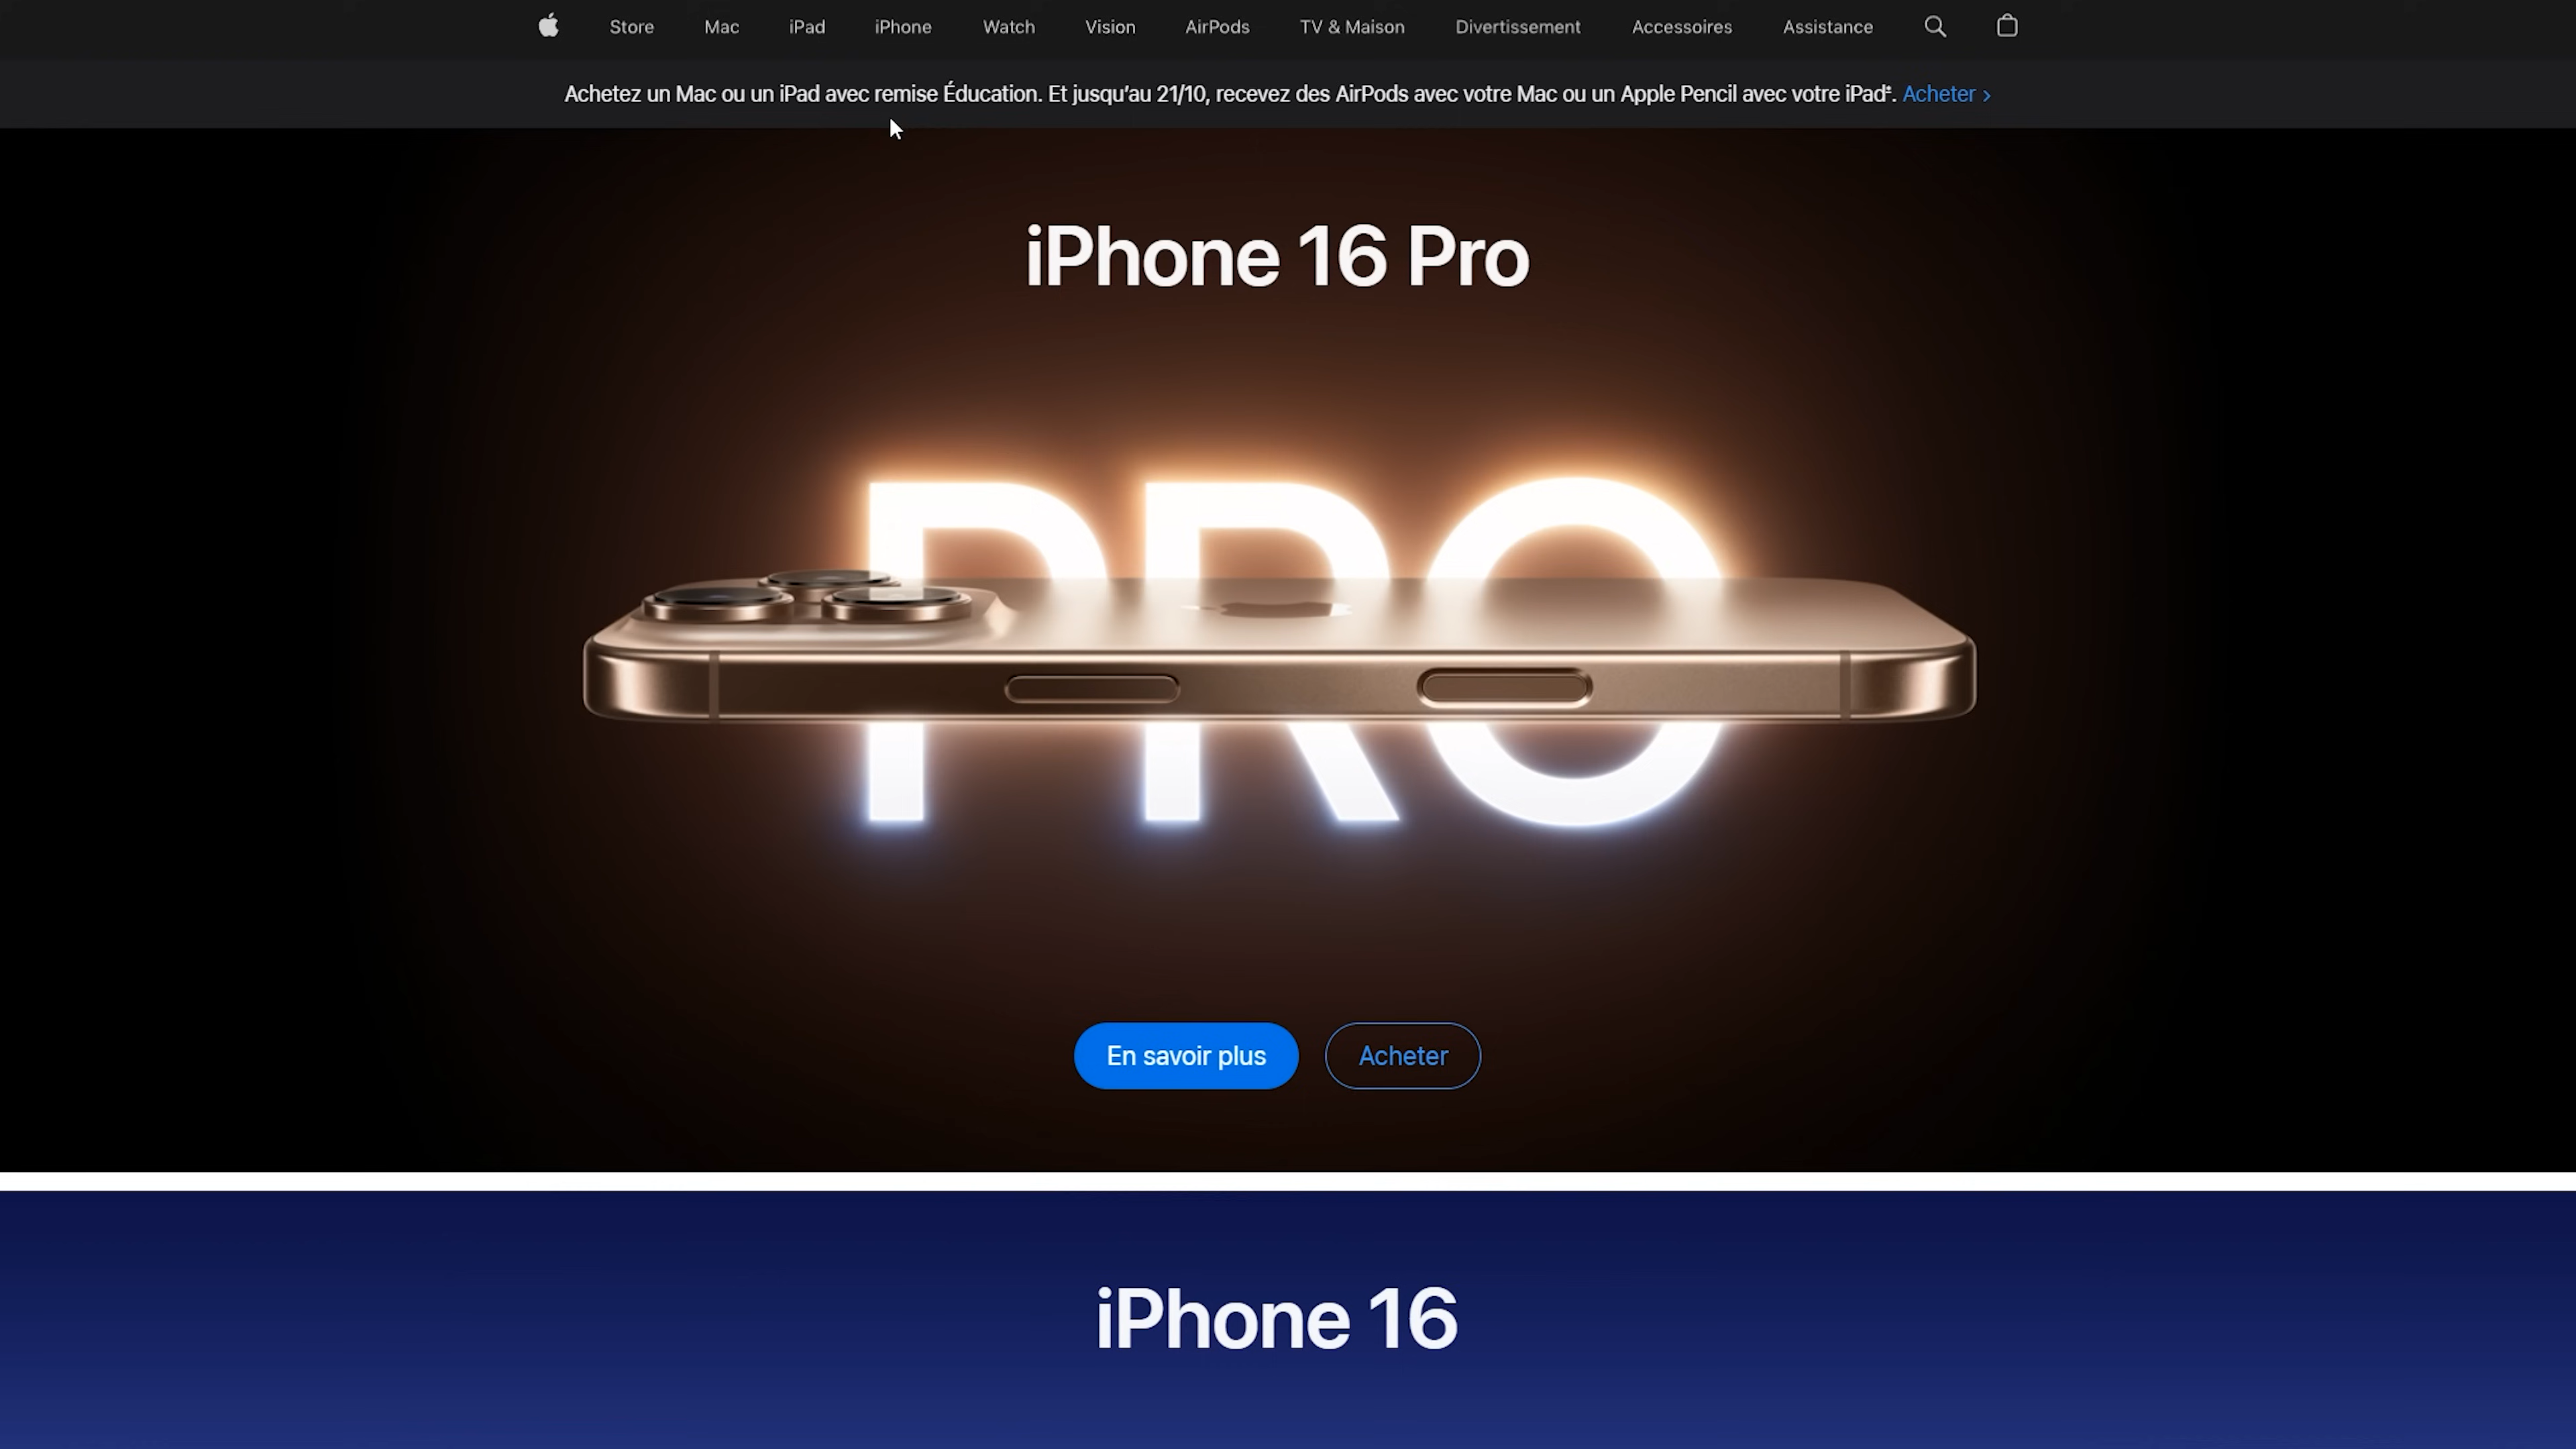 Store Mac iPad iPhone Watch Vision AirPods TV & Maison Divertissement Accessoires Assistance
Achetez un Mac ou un iPad avec remise Éducation. Et jusqu’au 21/10, recevez des AirPods avec votre Mac ou un Apple Pencil avec votre iPad. Acheter >
iPhone 16 Pro
PRO
En savoir plus Acheter
iPhone 16